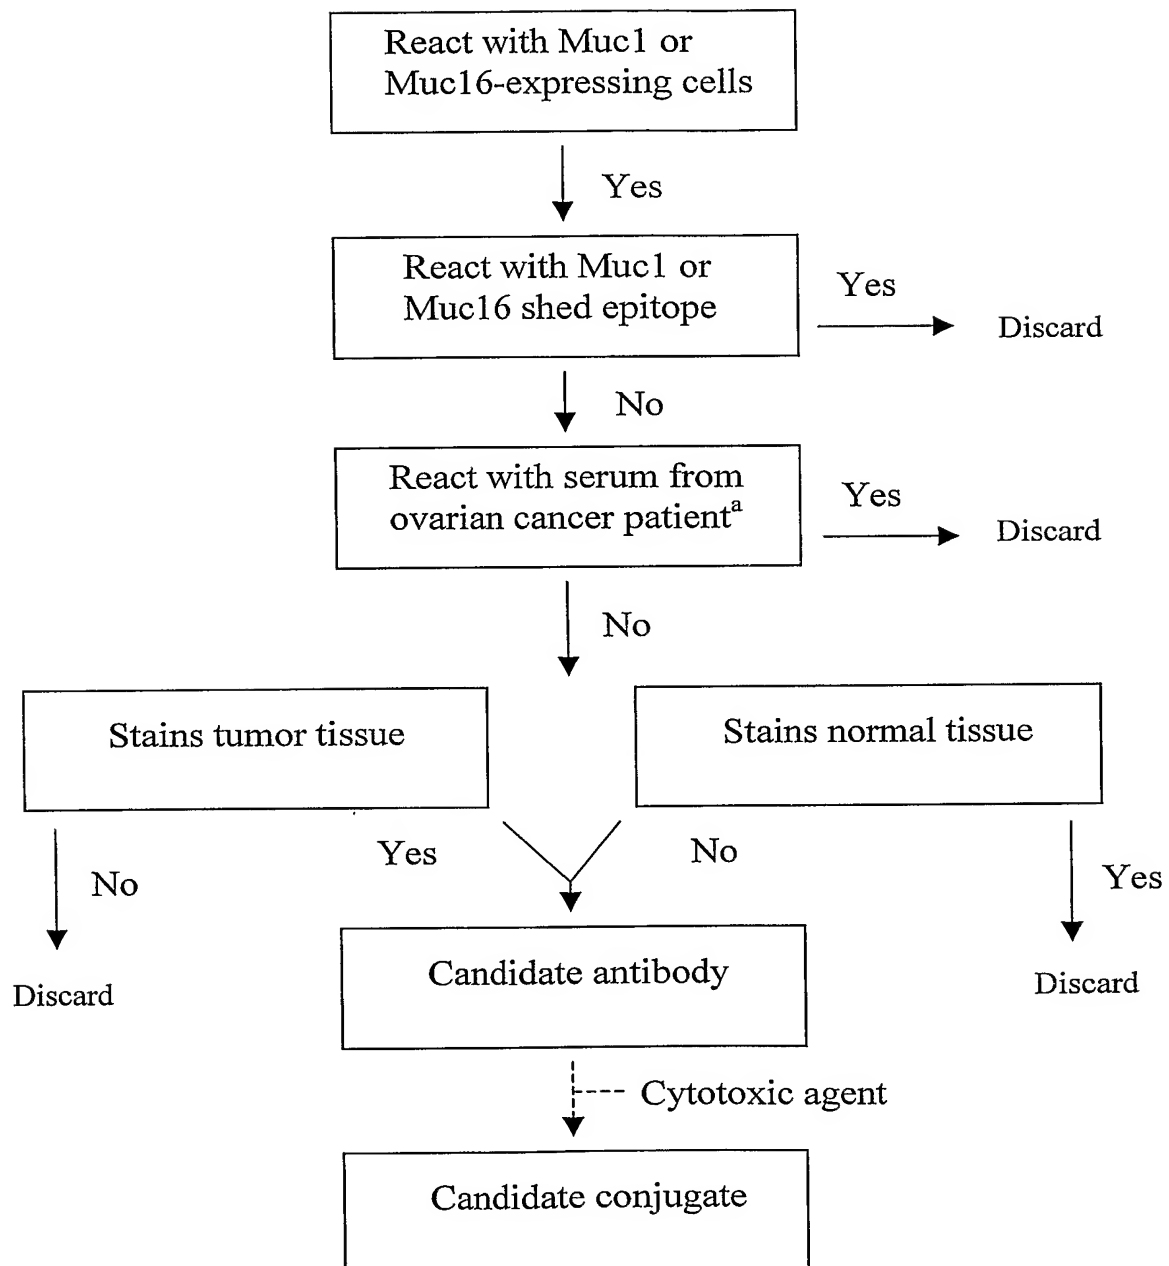 React with Muc1 or
Muc16-expressing cells
Yes
React with Muc1 or
Muc16 shed epitope
Yes
Discard
No
React with serum from
ovarian cancer patientᵃ
Yes
Discard
No
Stains tumor tissue
Stains normal tissue
Yes
No
No
Yes
Discard
Discard
Candidate antibody
Cytotoxic agent
Candidate conjugate